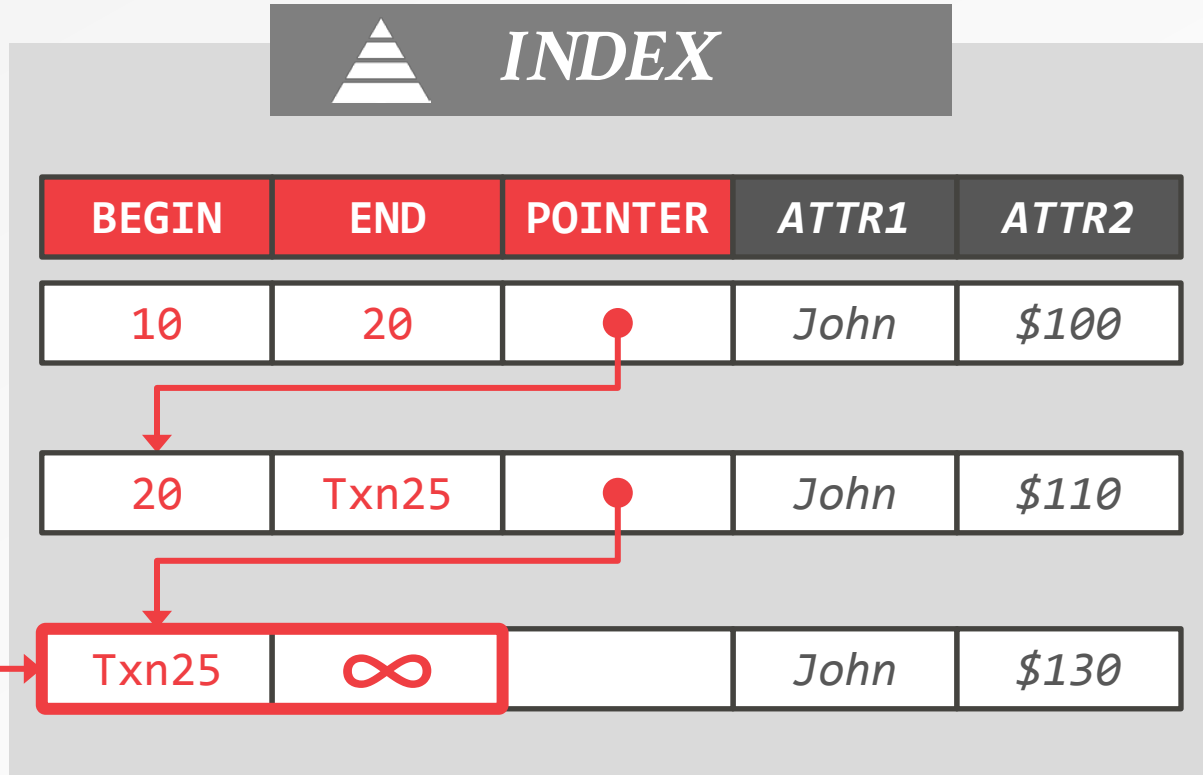 INDEX
BEGIN END POINTER ATTR1 ATTR2
10 20 John $100
20 Txn25 John $110
Txn25 ∞ John $130